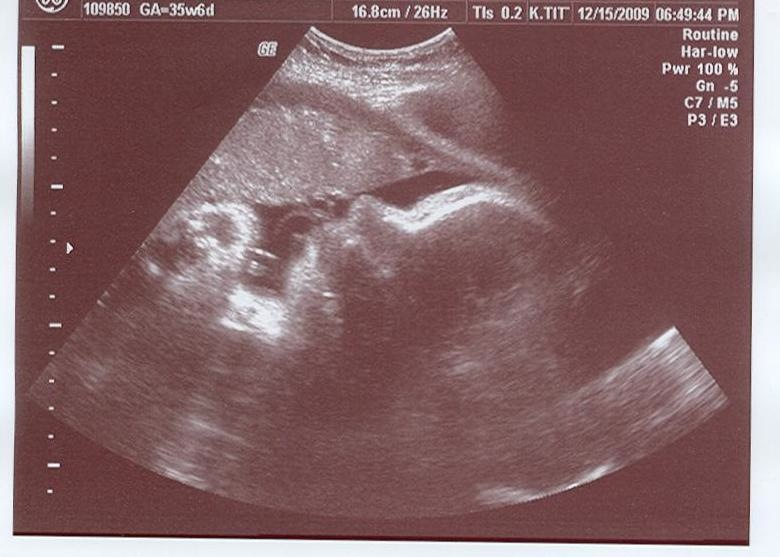 109850 GA=35w6d 16.8cm / 26Hz TIs 0.2 K.TIT 12/15/2009 06:49:44 PM
GE
Routine
Har-low
Pwr 100 %
Gn -5
C7 / M5
P3 / E3